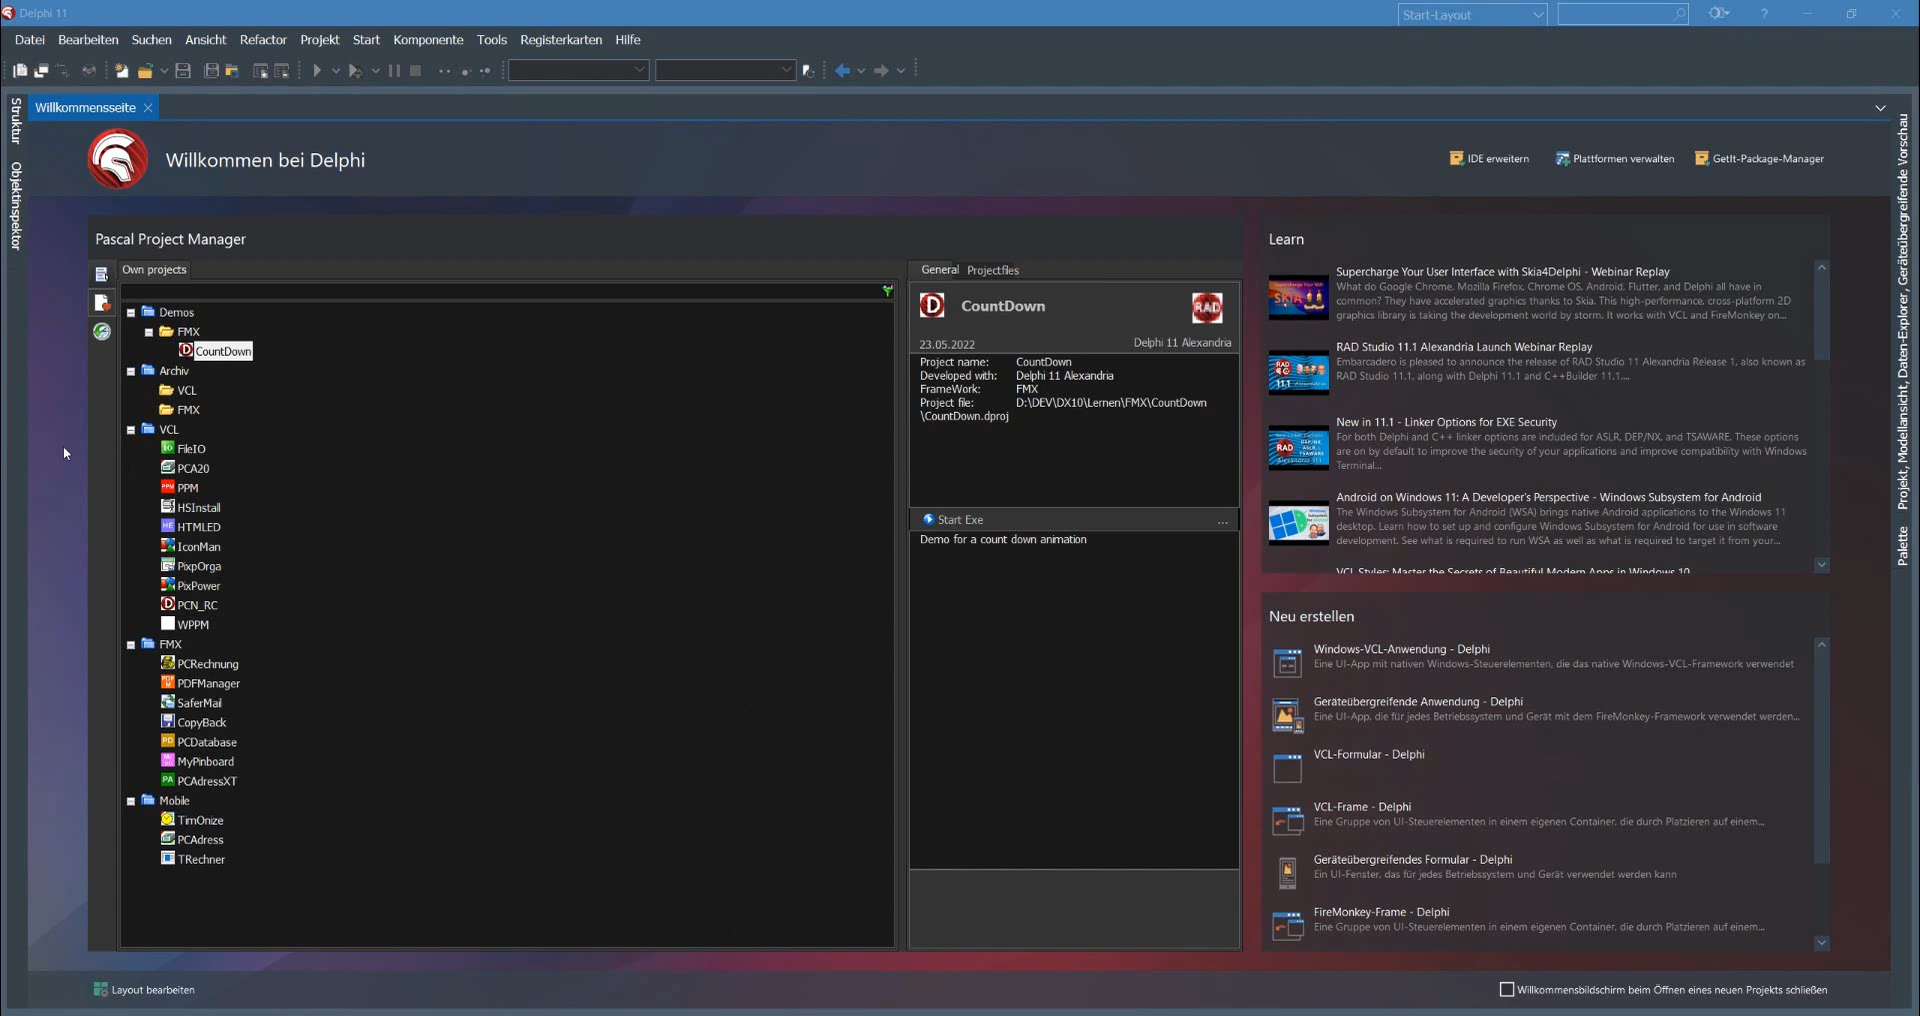 Delphi 11
Start-Layout
?
Datei Bearbeiten Suchen Ansicht Refactor Projekt Start Komponente Tools Registerkarten Hilfe
Struktur
Objektinspektor
Willkommensseite
Willkommen bei Delphi
IDE erweitern
Plattformen verwalten
GetIt-Package-Manager
Pascal Project Manager
Own projects
Demos
FMX
CountDown
Archiv
VCL
FMX
VCL
FileIO
PCA20
PPM
HSInstall
HTMLED
IconMan
PixpOrga
PixPower
PCN_RC
WPPM
FMX
PCRechnung
PDFManager
SaferMail
CopyBack
PCDatabase
MyPinboard
PCAdressXT
Mobile
TimOnize
PCAdress
TRechner
General Projectfiles
CountDown
RAD
23.05.2022
Delphi 11 Alexandria
Project name: CountDown
Developed with: Delphi 11 Alexandria
FrameWork: FMX
Project file: D:\DEV\DX10\Lernen\FMX\CountDown
\CountDown.dproj
Start Exe ...
Demo for a count down animation
Learn
Supercharge Your User Interface with Skia4Delphi - Webinar Replay
What do Google Chrome, Mozilla Firefox, Chrome OS, Android, Flutter, and Delphi all have in
common? They have accelerated graphics thanks to Skia. This high-performance, cross-platform 2D
graphics library is taking the development world by storm. It works with VCL and FireMonkey on...
RAD Studio 11.1 Alexandria Launch Webinar Replay
Embarcadero is pleased to announce the release of RAD Studio 11 Alexandria Release 1, also known as
RAD Studio 11.1, along with Delphi 11.1 and C++Builder 11.1....
New in 11.1 - Linker Options for EXE Security
For both Delphi and C++ linker options are included for ASLR, DEP/NX, and TSAWARE. These options
are on by default to improve the security of your applications and improve compatibility with Windows
Terminal...
Android on Windows 11: A Developer's Perspective - Windows Subsystem for Android
The Windows Subsystem for Android (WSA) brings native Android applications to the Windows 11
desktop. Learn how to set up and configure Windows Subsystem for Android for use in software
development. See what is required to run WSA as well as what is required to target it from your...
VCL Styles: Master the Secrets of Beautiful Modern Apps in Windows 10
Neu erstellen
Windows-VCL-Anwendung - Delphi
Eine UI-App mit nativen Windows-Steuerelementen, die das native Windows-VCL-Framework verwendet
Geräteübergreifende Anwendung - Delphi
Eine UI-App, die für jedes Betriebssystem und Gerät mit dem FireMonkey-Framework verwendet werden...
VCL-Formular - Delphi
VCL-Frame - Delphi
Eine Gruppe von UI-Steuerelementen in einem eigenen Container, die durch Platzieren auf einem...
Geräteübergreifendes Formular - Delphi
Ein UI-Fenster, das für jedes Betriebssystem und Gerät verwendet werden kann
FireMonkey-Frame - Delphi
Eine Gruppe von UI-Steuerelementen in einem eigenen Container, die durch Platzieren auf einem...
Projekt, Modellansicht, Daten-Explorer, Geräteübergreifende Vorschau
Palette
Layout bearbeiten
Willkommensbildschirm beim Öffnen eines neuen Projekts schließen